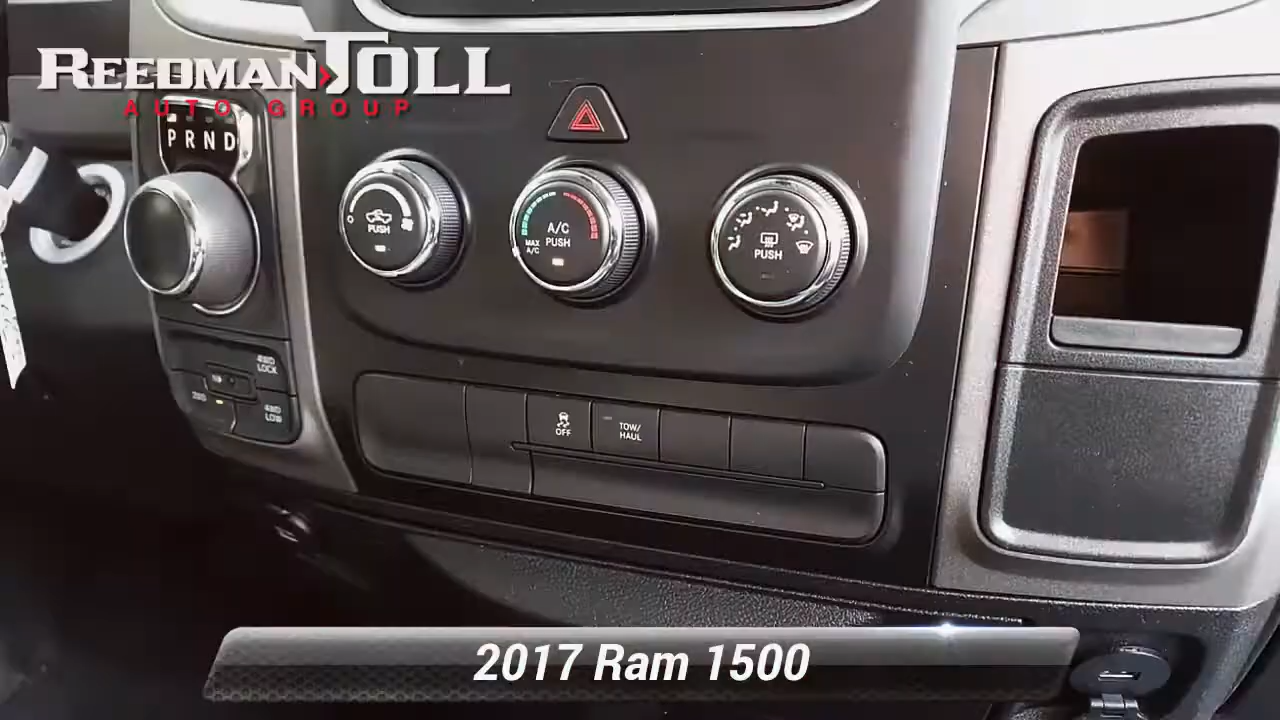 REEDMAN TOLL
AUTO GROUP
P R N D
PUSH
A/C
PUSH
MAX
A/C
PUSH
4WD
LOCK
2WD
4WD
LOW
OFF
TOW/
HAUL
2017 Ram 1500